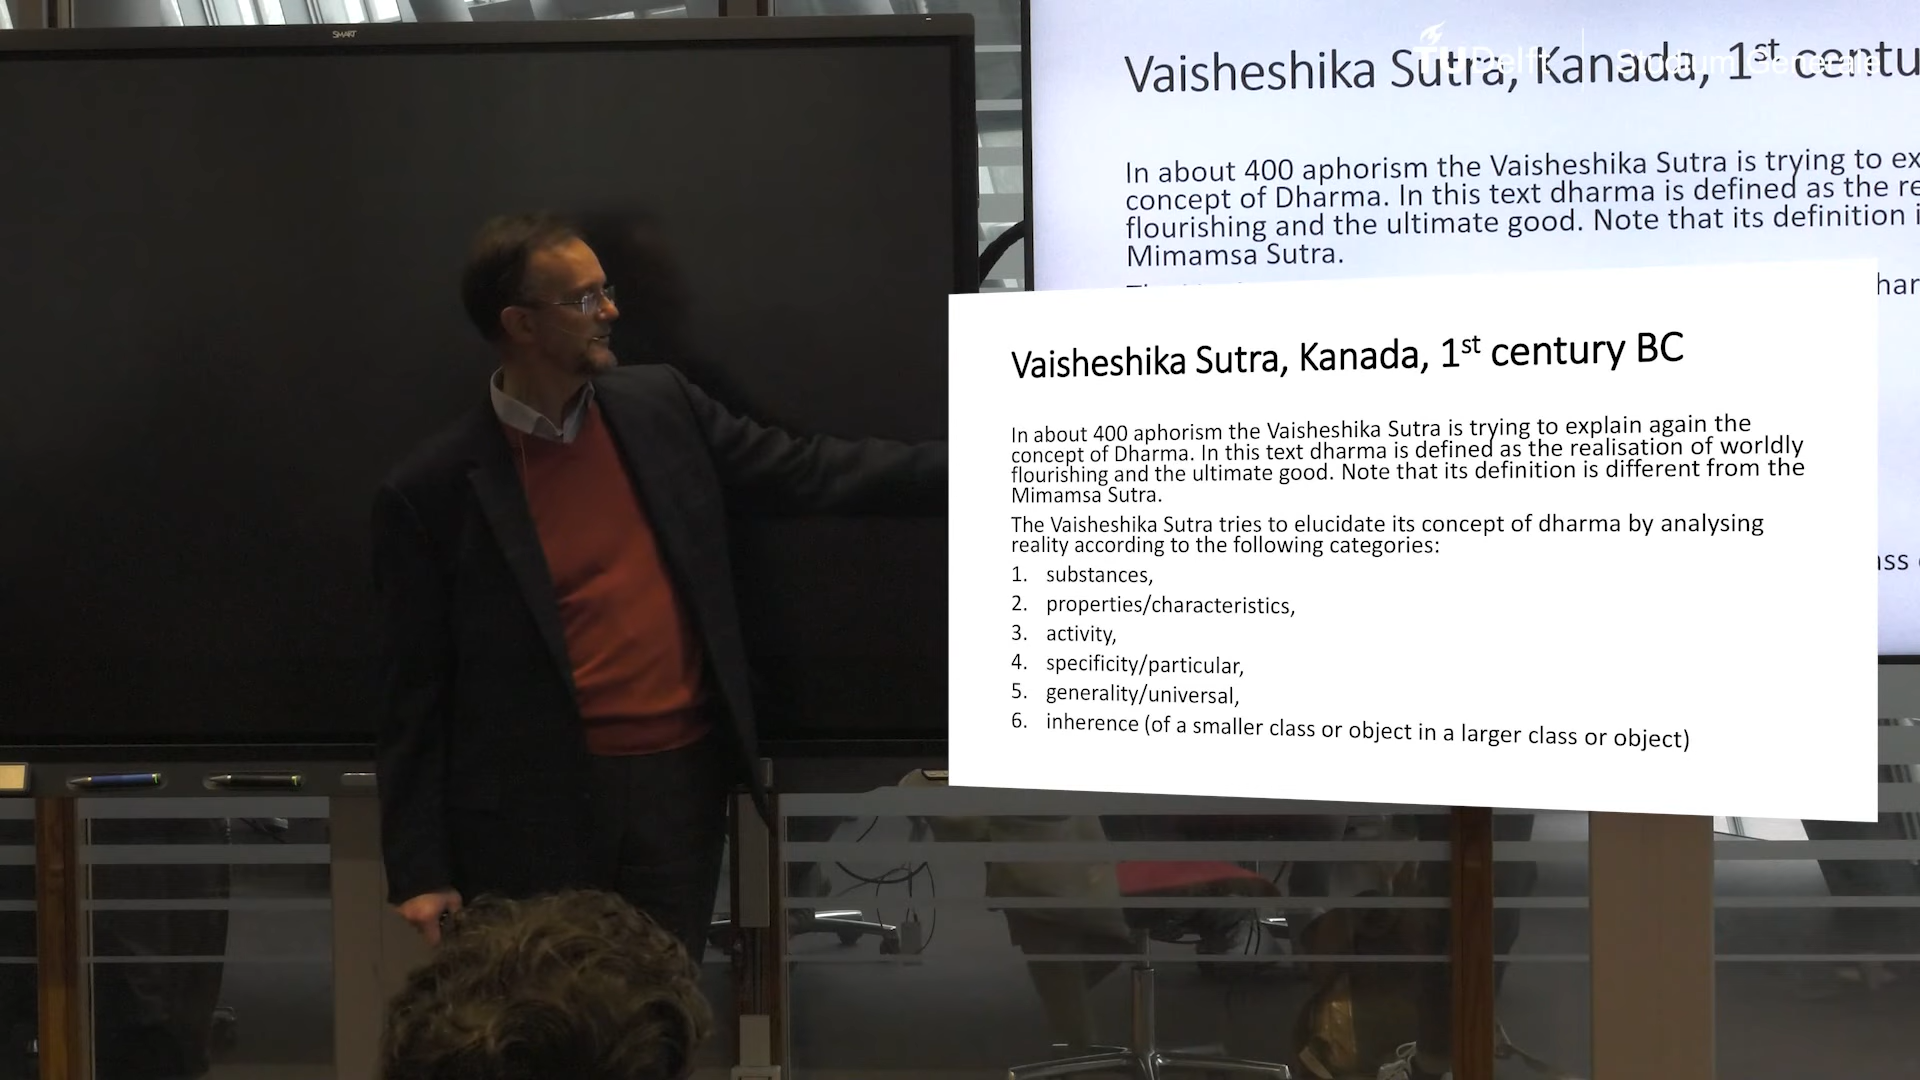 SMART
TU Delft Studium Generale
Vaisheshika Sutra, Kanada, 1st centu
In about 400 aphorism the Vaisheshika Sutra is trying to ex
concept of Dharma. In this text dharma is defined as the re
flourishing and the ultimate good. Note that its definition i
Mimamsa Sutra.
Vaisheshika Sutra, Kanada, 1st century BC
In about 400 aphorism the Vaisheshika Sutra is trying to explain again the
concept of Dharma. In this text dharma is defined as the realisation of worldly
flourishing and the ultimate good. Note that its definition is different from the
Mimamsa Sutra.
The Vaisheshika Sutra tries to elucidate its concept of dharma by analysing
reality according to the following categories:
1. substances,
2. properties/characteristics,
3. activity,
4. specificity/particular,
5. generality/universal,
6. inherence (of a smaller class or object in a larger class or object)